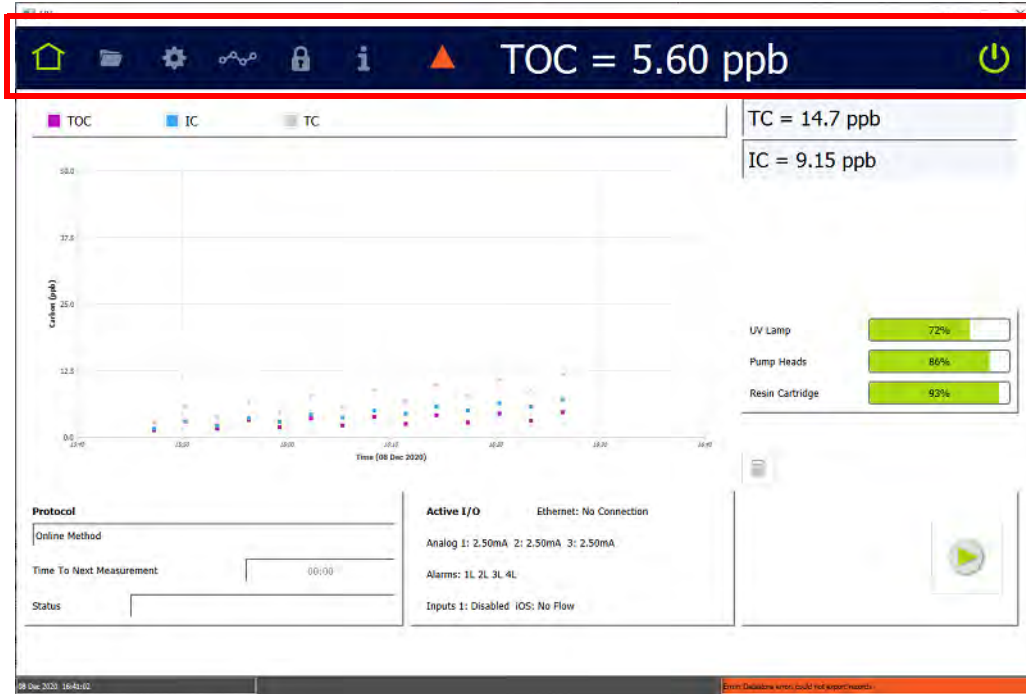 TOC = 5.60 ppb
TOC IC TC
TC = 14.7 ppb
IC = 9.15 ppb
50.0
37.5
25.0
12.5
0.0
Carbon (ppb)
Time (08 Dec 2020)
UV Lamp 72%
Pump Heads 86%
Resin Cartridge 93%
Protocol
Online Method
Time To Next Measurement 00:00
Status
Active I/O Ethernet: No Connection
Analog 1: 2.50mA 2: 2.50mA 3: 2.50mA
Alarms: 1L 2L 3L 4L
Inputs 1: Disabled iOS: No Flow
08 Dec 2020 16:41:02
Error: Datastore error, could not export records